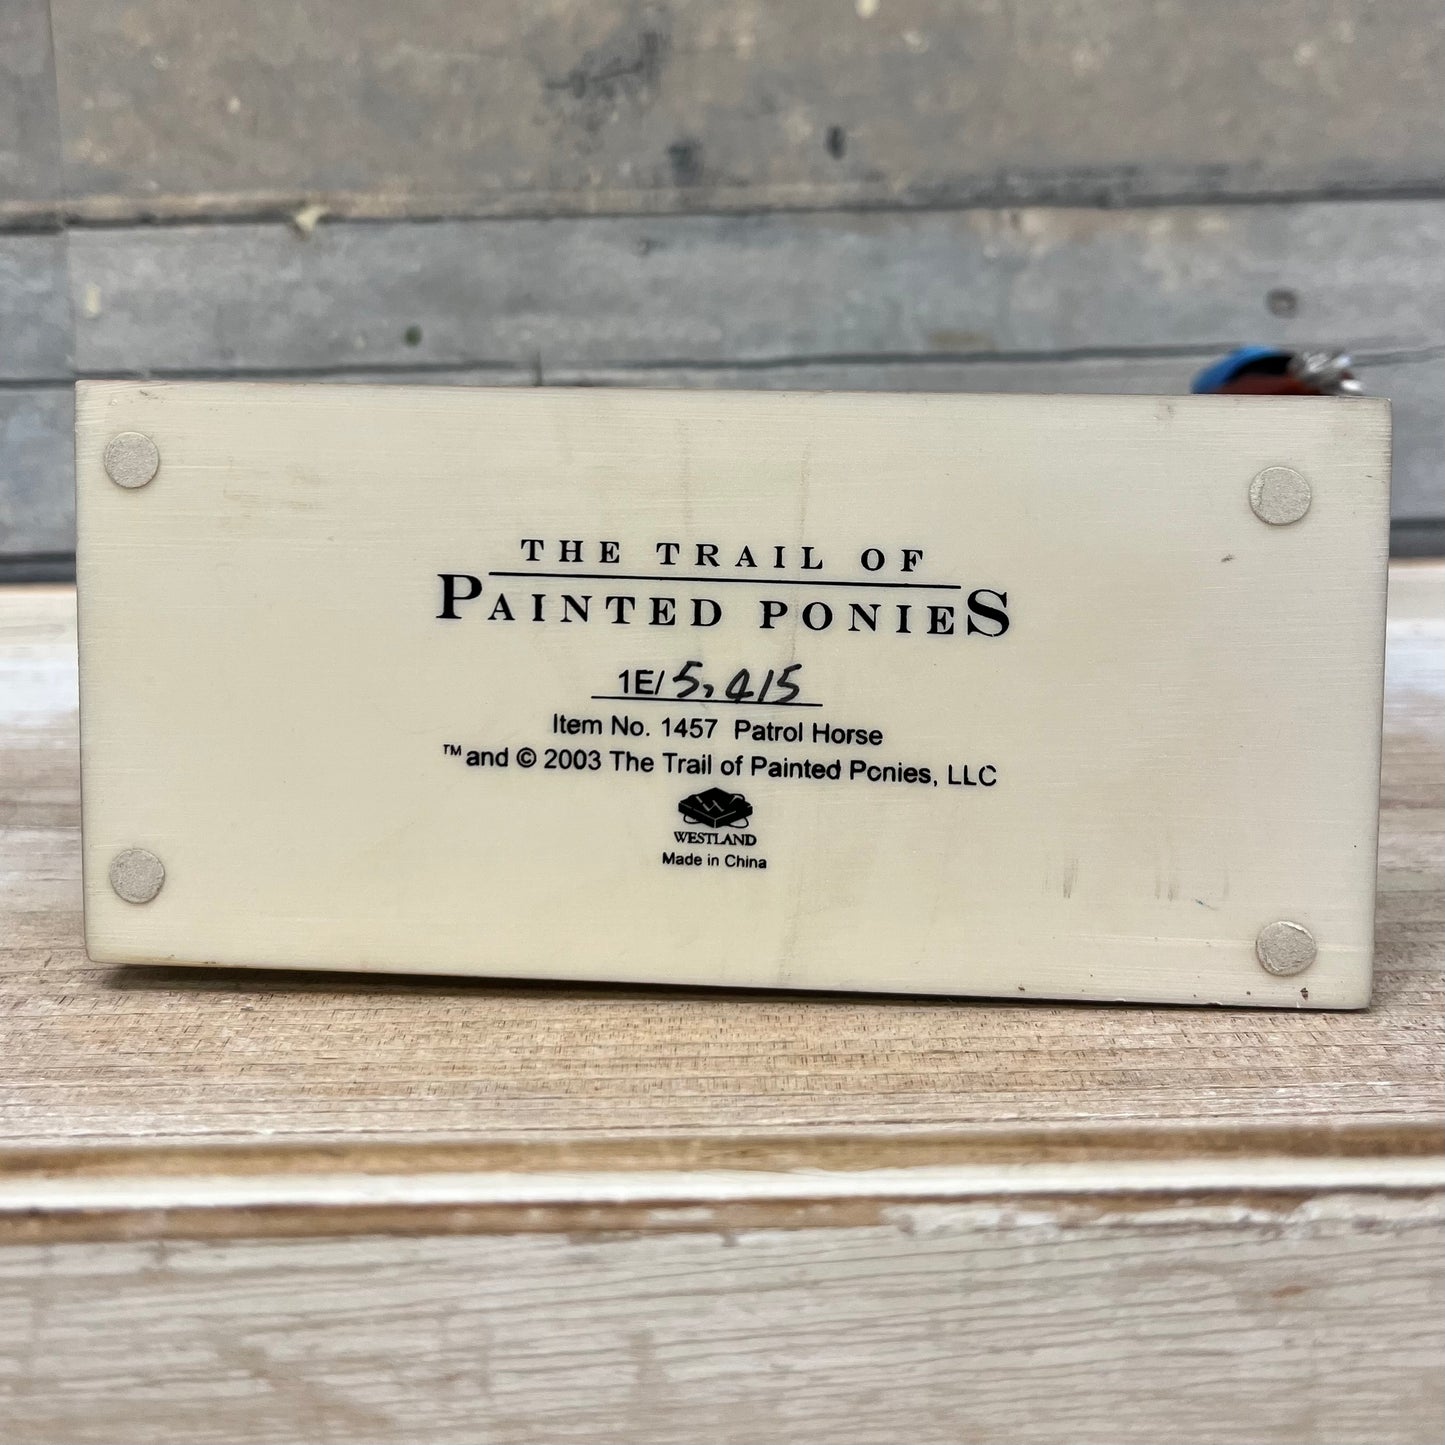 THE TRAIL OF
PAINTED PONIES
1E/5,415
Item No. 1457 Patrol Horse
™ and © 2003 The Trail of Painted Ponies, LLC
WESTLAND
Made in China